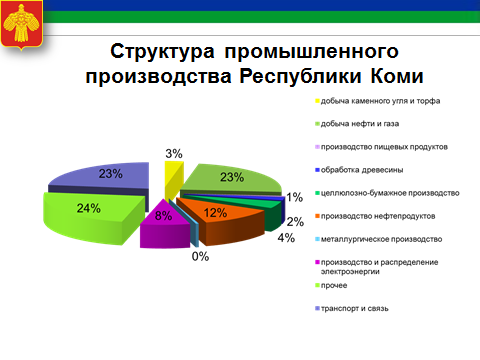 Структура промышленного
производства Республики Коми
3%
23%
1%
2%
4%
12%
0%
8%
24%
23%
добыча каменного угля и торфа
добыча нефти и газа
производство пищевых продуктов
обработка древесины
целлюлозно-бумажное производство
производство нефтепродуктов
металлургическое производство
производство и распределение
электроэнергии
прочее
транспорт и связь